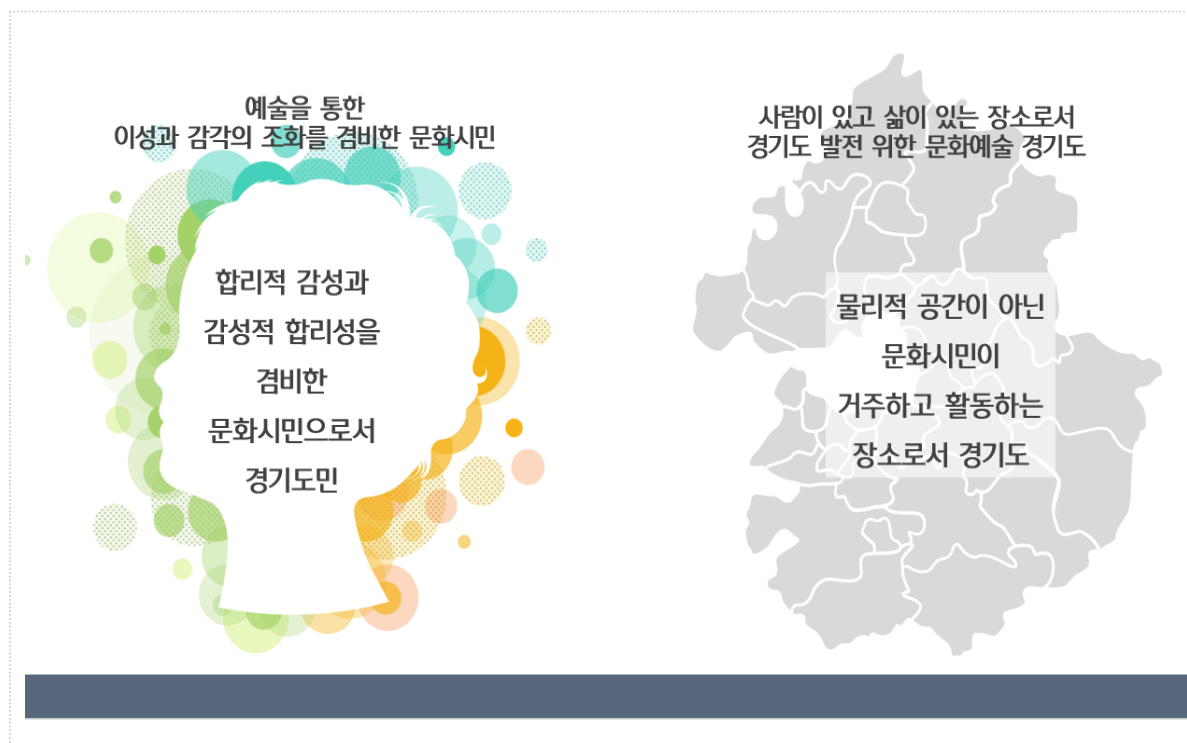 예술을 통한
이성과 감각의 조화를 겸비한 문화시민
합리적 감성과
감성적 합리성을
겸비한
문화시민으로서
경기도민
사람이 있고 삶이 있는 장소로서
경기도 발전 위한 문화예술 경기도
물리적 공간이 아닌
문화시민이
거주하고 활동하는
장소로서 경기도